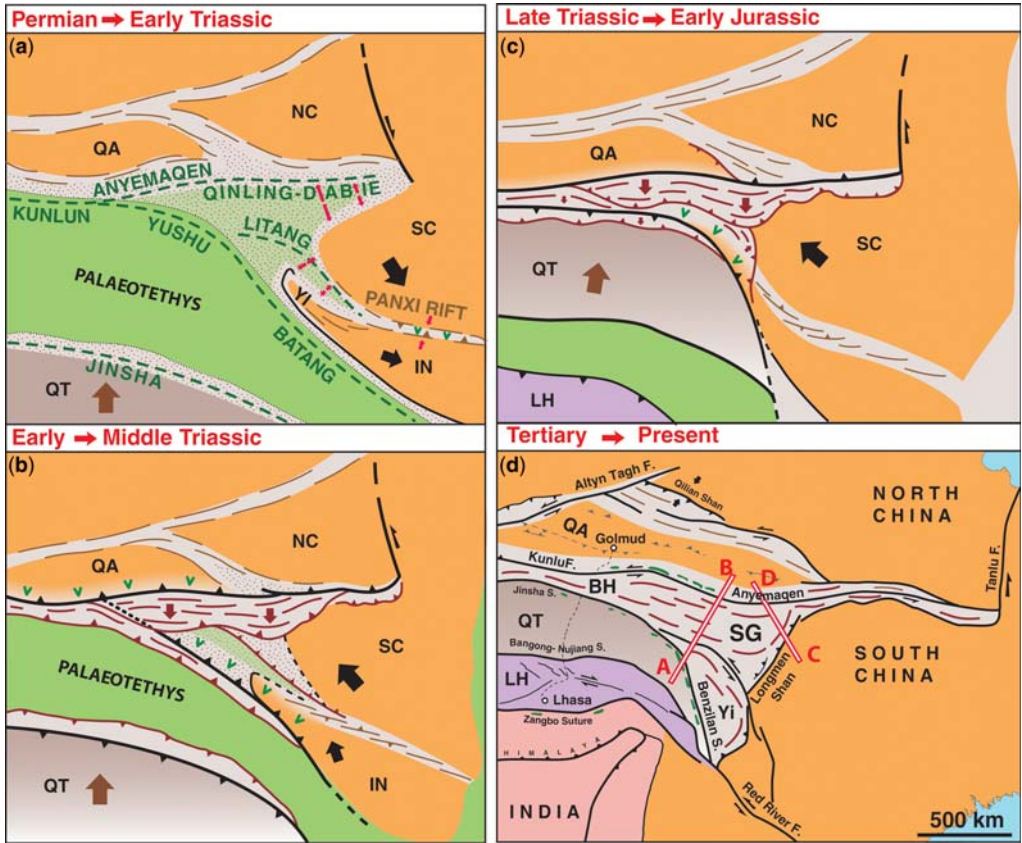 Permian → Early Triassic
(a)
NC
QA
ANYEMAQEN
QINLING-DABIE
KUNLUN
YUSHU
LITANG
SC
PALAEOTETHYS
YI
PANXI RIFT
BATANG
IN
JINSHA
QT
Early → Middle Triassic
(b)
NC
QA
SC
PALAEOTETHYS
QT
IN
Late Triassic → Early Jurassic
(c)
NC
QA
SC
QT
LH
Tertiary → Present
(d)
Altyn Tagh F.
Qilian Shan
NORTH
CHINA
QA
Golmud
KunluF.
B
D
Tanlu F.
BH
Anyemaqen
Jinsha S.
SG
QT
Bangong-Nujiang S.
A
C
SOUTH
CHINA
Longmen
Shan
LH
Lhasa
Benzilan S.
Yi
Zangbo Suture
HIMALAYA
INDIA
Red River F.
500 km